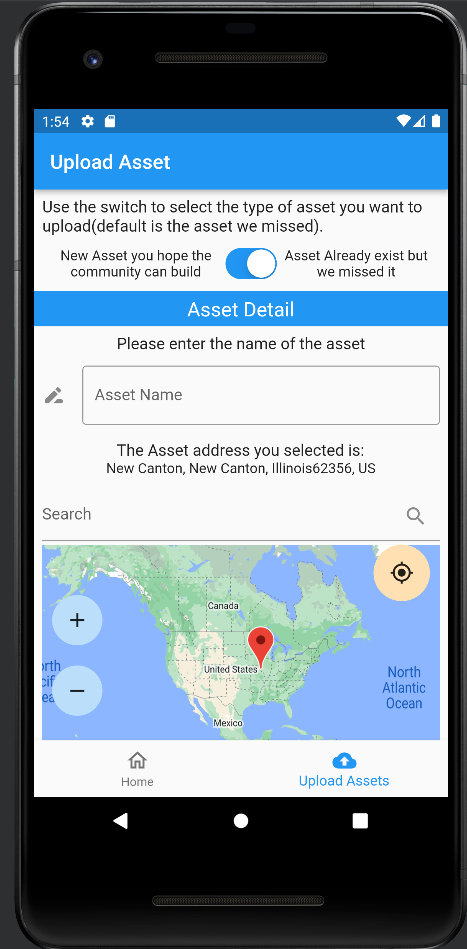 1:54
Upload Asset
Use the switch to select the type of asset you want to
upload(default is the asset we missed).
New Asset you hope the
community can build
Asset Already exist but
we missed it
Asset Detail
Please enter the name of the asset
Asset Name
The Asset address you selected is:
New Canton, New Canton, Illinois62356, US
Search
Canada
United States
Mexico
North
Atlantic
Ocean
Home
Upload Assets